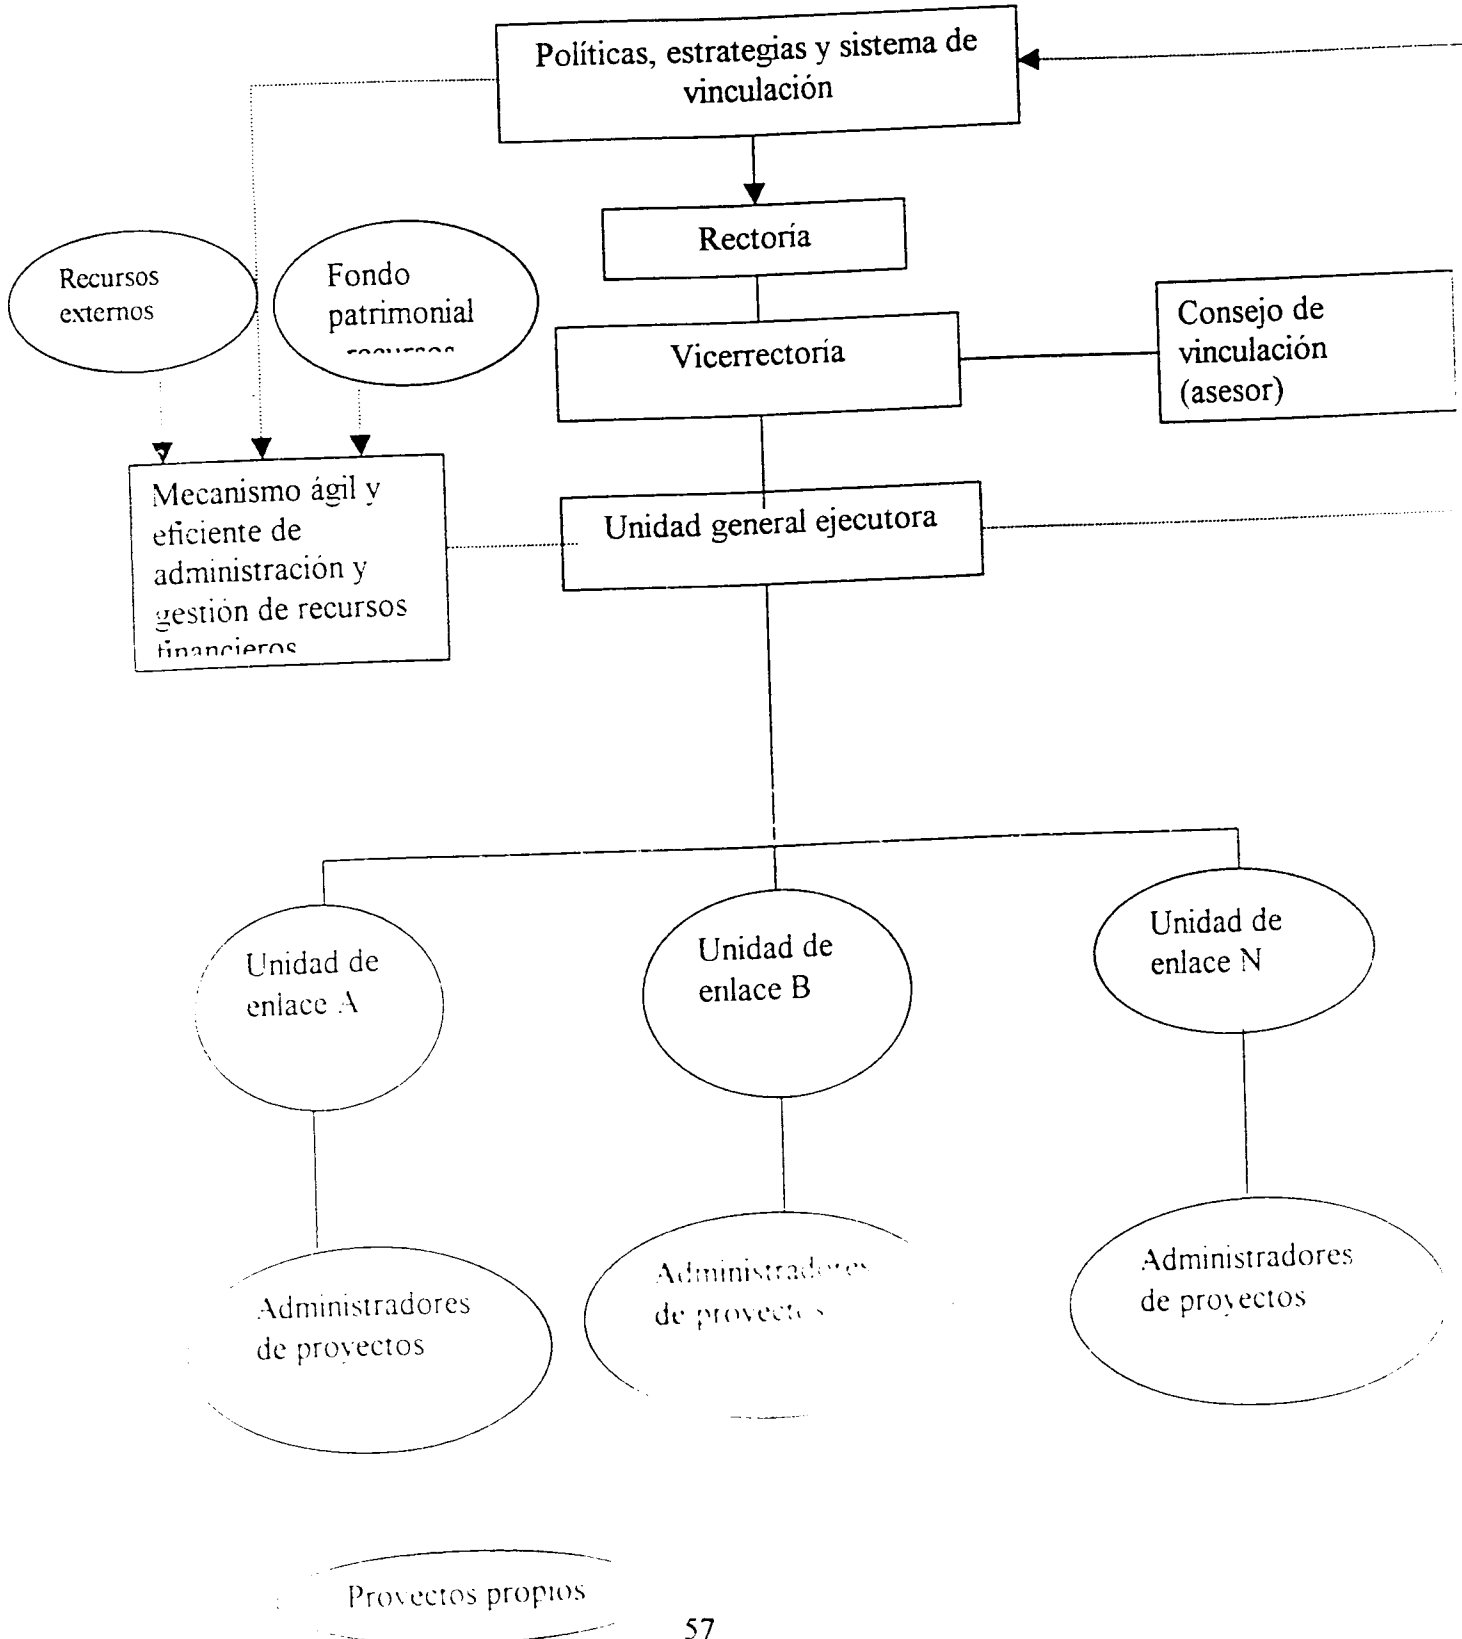 Políticas, estrategias y sistema de
vinculación
Rectoría
Recursos
externos
Fondo
patrimonial
recursos
Vicerrectoría
Consejo de
vinculación
(asesor)
Mecanismo ágil y
eficiente de
administración y
gestión de recursos
financieros
Unidad general ejecutora
Unidad de
enlace A
Unidad de
enlace B
Unidad de
enlace N
Administradores
de proyectos
Administradores
de proyectos
Administradores
de proyectos
Proyectos propios
57